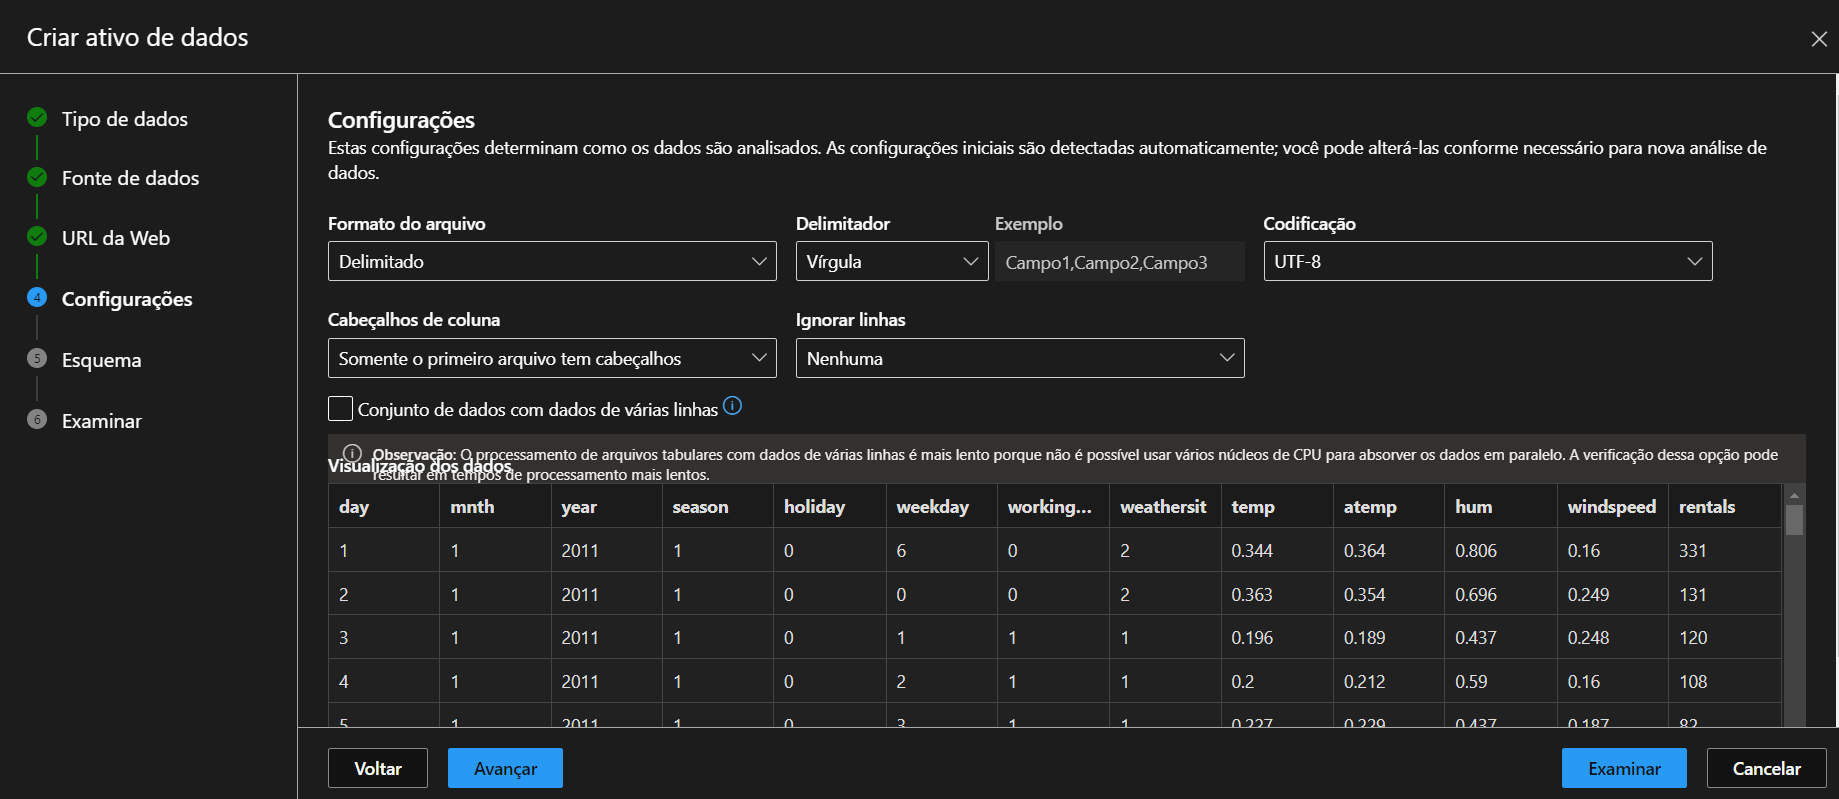 Criar ativo de dados
Tipo de dados
Fonte de dados
URL da Web
4 Configurações
5 Esquema
6 Examinar
Configurações
Estas configurações determinam como os dados são analisados. As configurações iniciais são detectadas automaticamente; você pode alterá-las conforme necessário para nova análise de
dados.
Formato do arquivo Delimitador Exemplo Codificação
Delimitado Vírgula Campo1,Campo2,Campo3 UTF-8
Cabeçalhos de coluna Ignorar linhas
Somente o primeiro arquivo tem cabeçalhos Nenhuma
Conjunto de dados com dados de várias linhas
Observação: O processamento de arquivos tabulares com dados de várias linhas é mais lento porque não é possível usar vários núcleos de CPU para absorver os dados em paralelo. A verificação dessa opção pode
resultar em tempos de processamento mais lentos.
Visualização dos dados
day mnth year season holiday weekday working... weathersit temp atemp hum windspeed rentals
1 1 2011 1 0 6 0 2 0.344 0.364 0.806 0.16 331
2 1 2011 1 0 0 0 2 0.363 0.354 0.696 0.249 131
3 1 2011 1 0 1 1 1 0.196 0.189 0.437 0.248 120
4 1 2011 1 0 2 1 1 0.2 0.212 0.59 0.16 108
5 1 2011 1 0 3 1 1 0.227 0.229 0.437 0.187 82
Voltar Avançar Examinar Cancelar